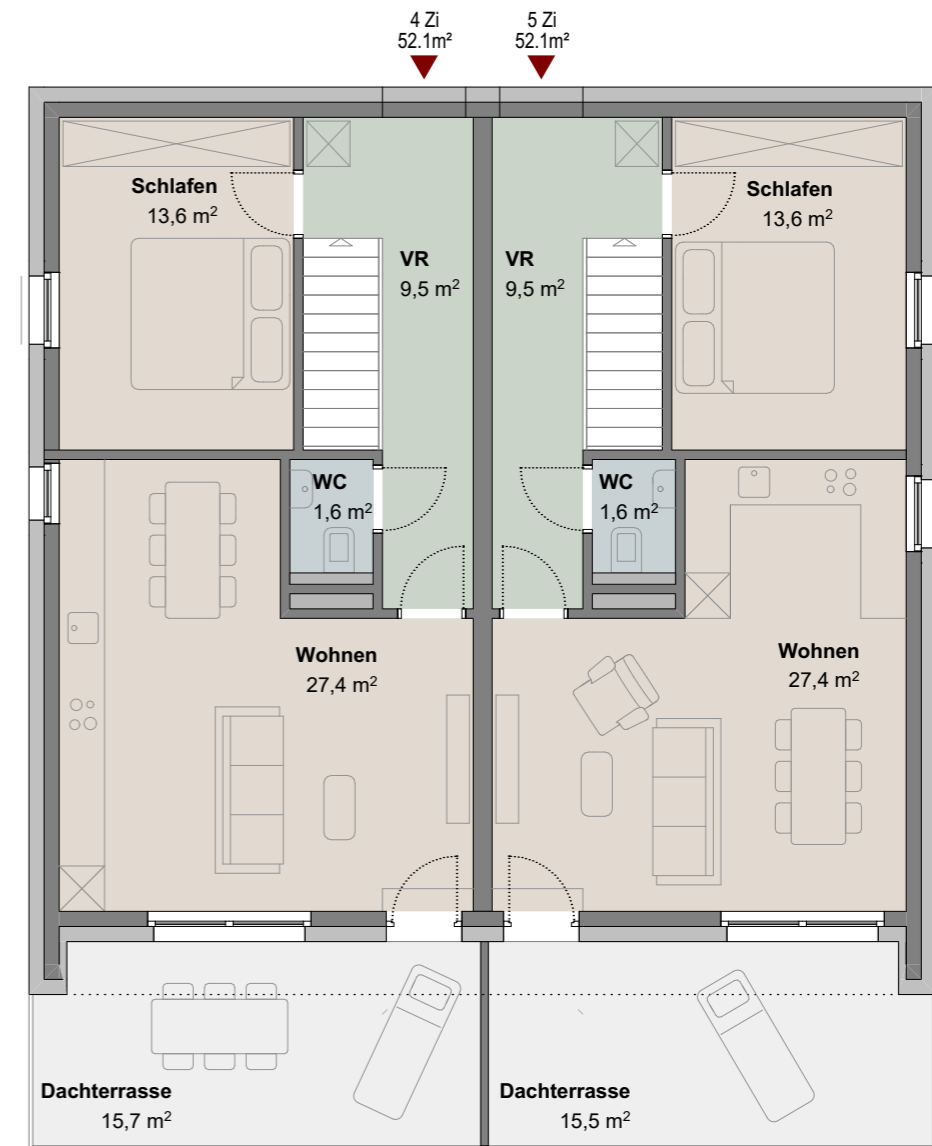 4 Zi
52.1m²
5 Zi
52.1m²
Schlafen
13,6 m²
VR
9,5 m²
VR
9,5 m²
Schlafen
13,6 m²
WC
1,6 m²
WC
1,6 m²
Wohnen
27,4 m²
Wohnen
27,4 m²
Dachterrasse
15,7 m²
Dachterrasse
15,5 m²